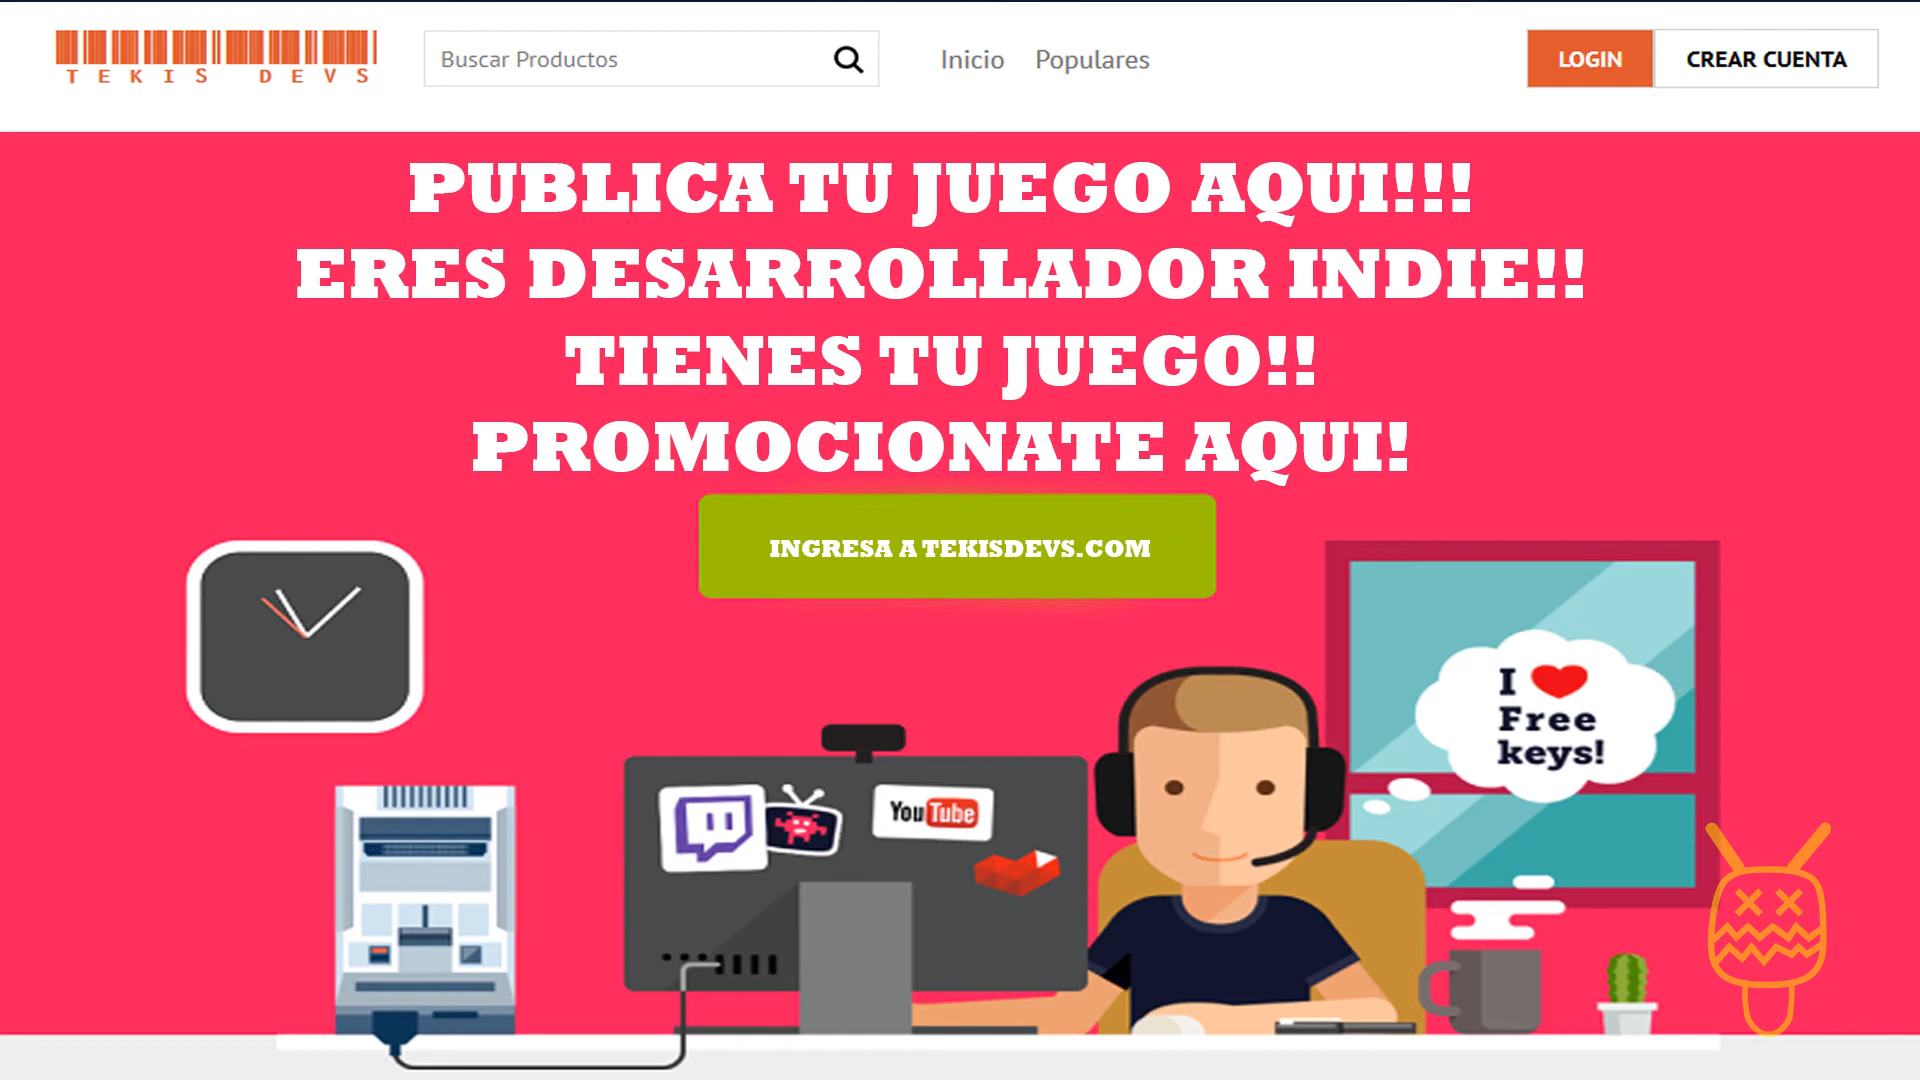 TEKIS DEVS
Buscar Productos
Inicio
Populares
LOGIN
CREAR CUENTA
PUBLICA TU JUEGO AQUI!!!
ERES DESARROLLADOR INDIE!!
TIENES TU JUEGO!!
PROMOCIONATE AQUI!
INGRESA A TEKISDEVS.COM
I
Free
keys!
YouTube